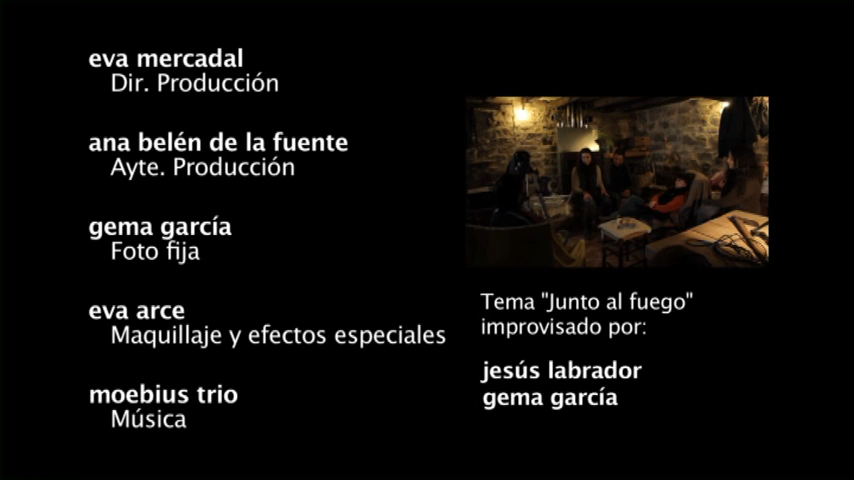 eva mercadal
Dir. Producción
ana belén de la fuente
Ayte. Producción
gema garcía
Foto fija
eva arce
Maquillaje y efectos especiales
moebius trio
Música
Tema "Junto al fuego"
improvisado por:
jesús labrador
gema garcía